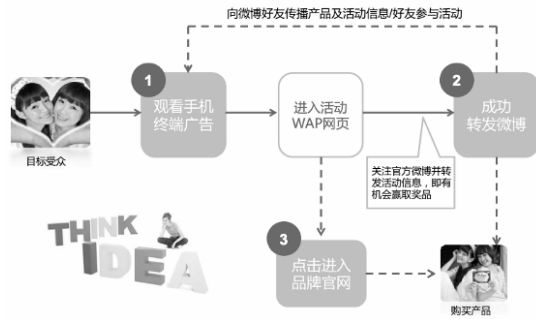 向微博好友传播产品及活动信息/好友参与活动
1
观看手机
终端广告
进入活动
WAP网页
2
成功
转发微博
目标受众
关注官方微博并转
发活动信息，即有
机会赢取奖品
THINK
IDEA
3
点击进入
品牌官网
购买产品